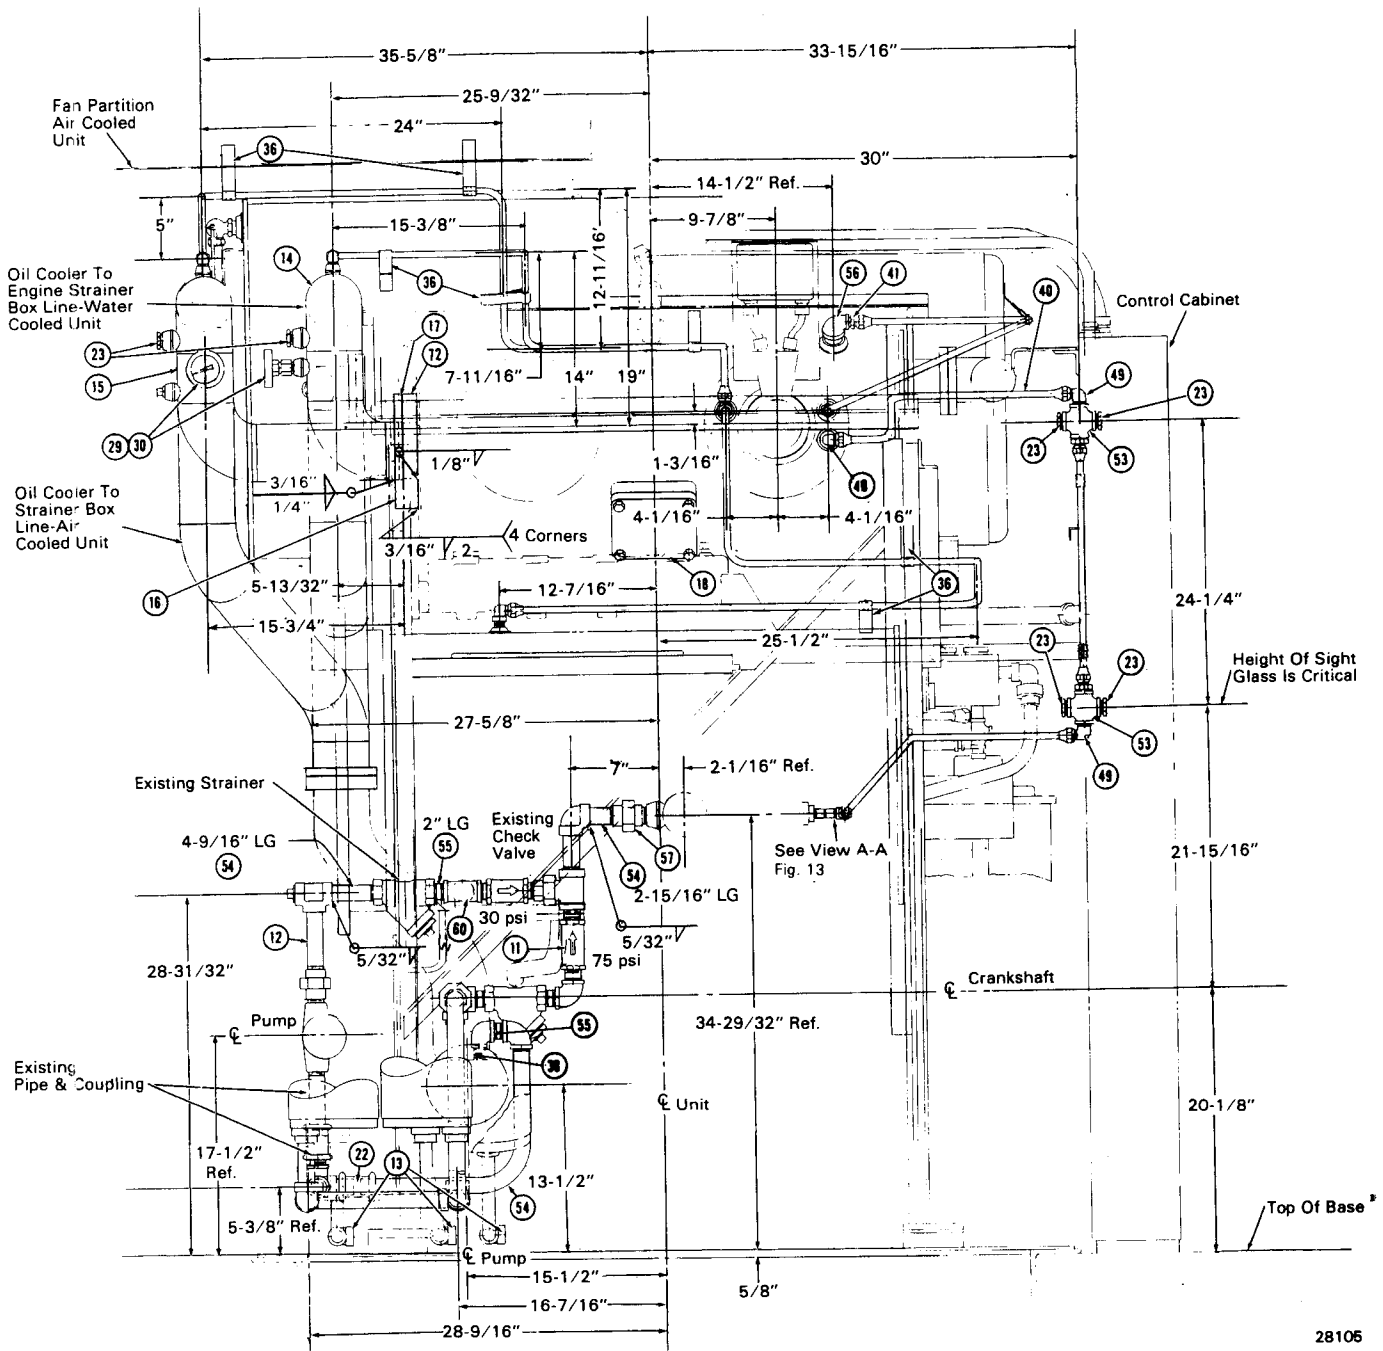 35-5/8"
33-15/16"
25-9/32"
Fan Partition
Air Cooled
Unit
24"
36
30"
14-1/2" Ref.
9-7/8"
5"
15-3/8"
12-11/16"
14
Oil Cooler To
Engine Strainer
Box Line-Water
Cooled Unit
36
56
41
40
Control Cabinet
17
72
23
15
7-11/16"
14"
19"
49
23
29
30
1/8"
1-3/16"
23
53
48
3/16"
1/4"
Oil Cooler To
Strainer Box
Line-Air
Cooled Unit
4-1/16"
4-1/16"
3/16"
2
4 Corners
16
5-13/32"
12-7/16"
18
36
24-1/4"
15-3/4"
25-1/2"
23
23
Height Of Sight
Glass Is Critical
27-5/8"
53
49
7"
2-1/16" Ref.
Existing Strainer
4-9/16" LG
54
2" LG
55
Existing
Check
Valve
57
54
See View A-A
Fig. 13
21-15/16"
2-15/16" LG
12
60
30 psi
11
5/32"
5/32"
75 psi
28-31/32"
℄ Crankshaft
℄ Pump
55
34-29/32" Ref.
38
Existing
Pipe & Coupling
℄ Unit
20-1/8"
17-1/2"
Ref.
22
13
13-1/2"
54
5-3/8" Ref.
Top Of Base
℄ Pump
15-1/2"
5/8"
16-7/16"
28-9/16"
28105